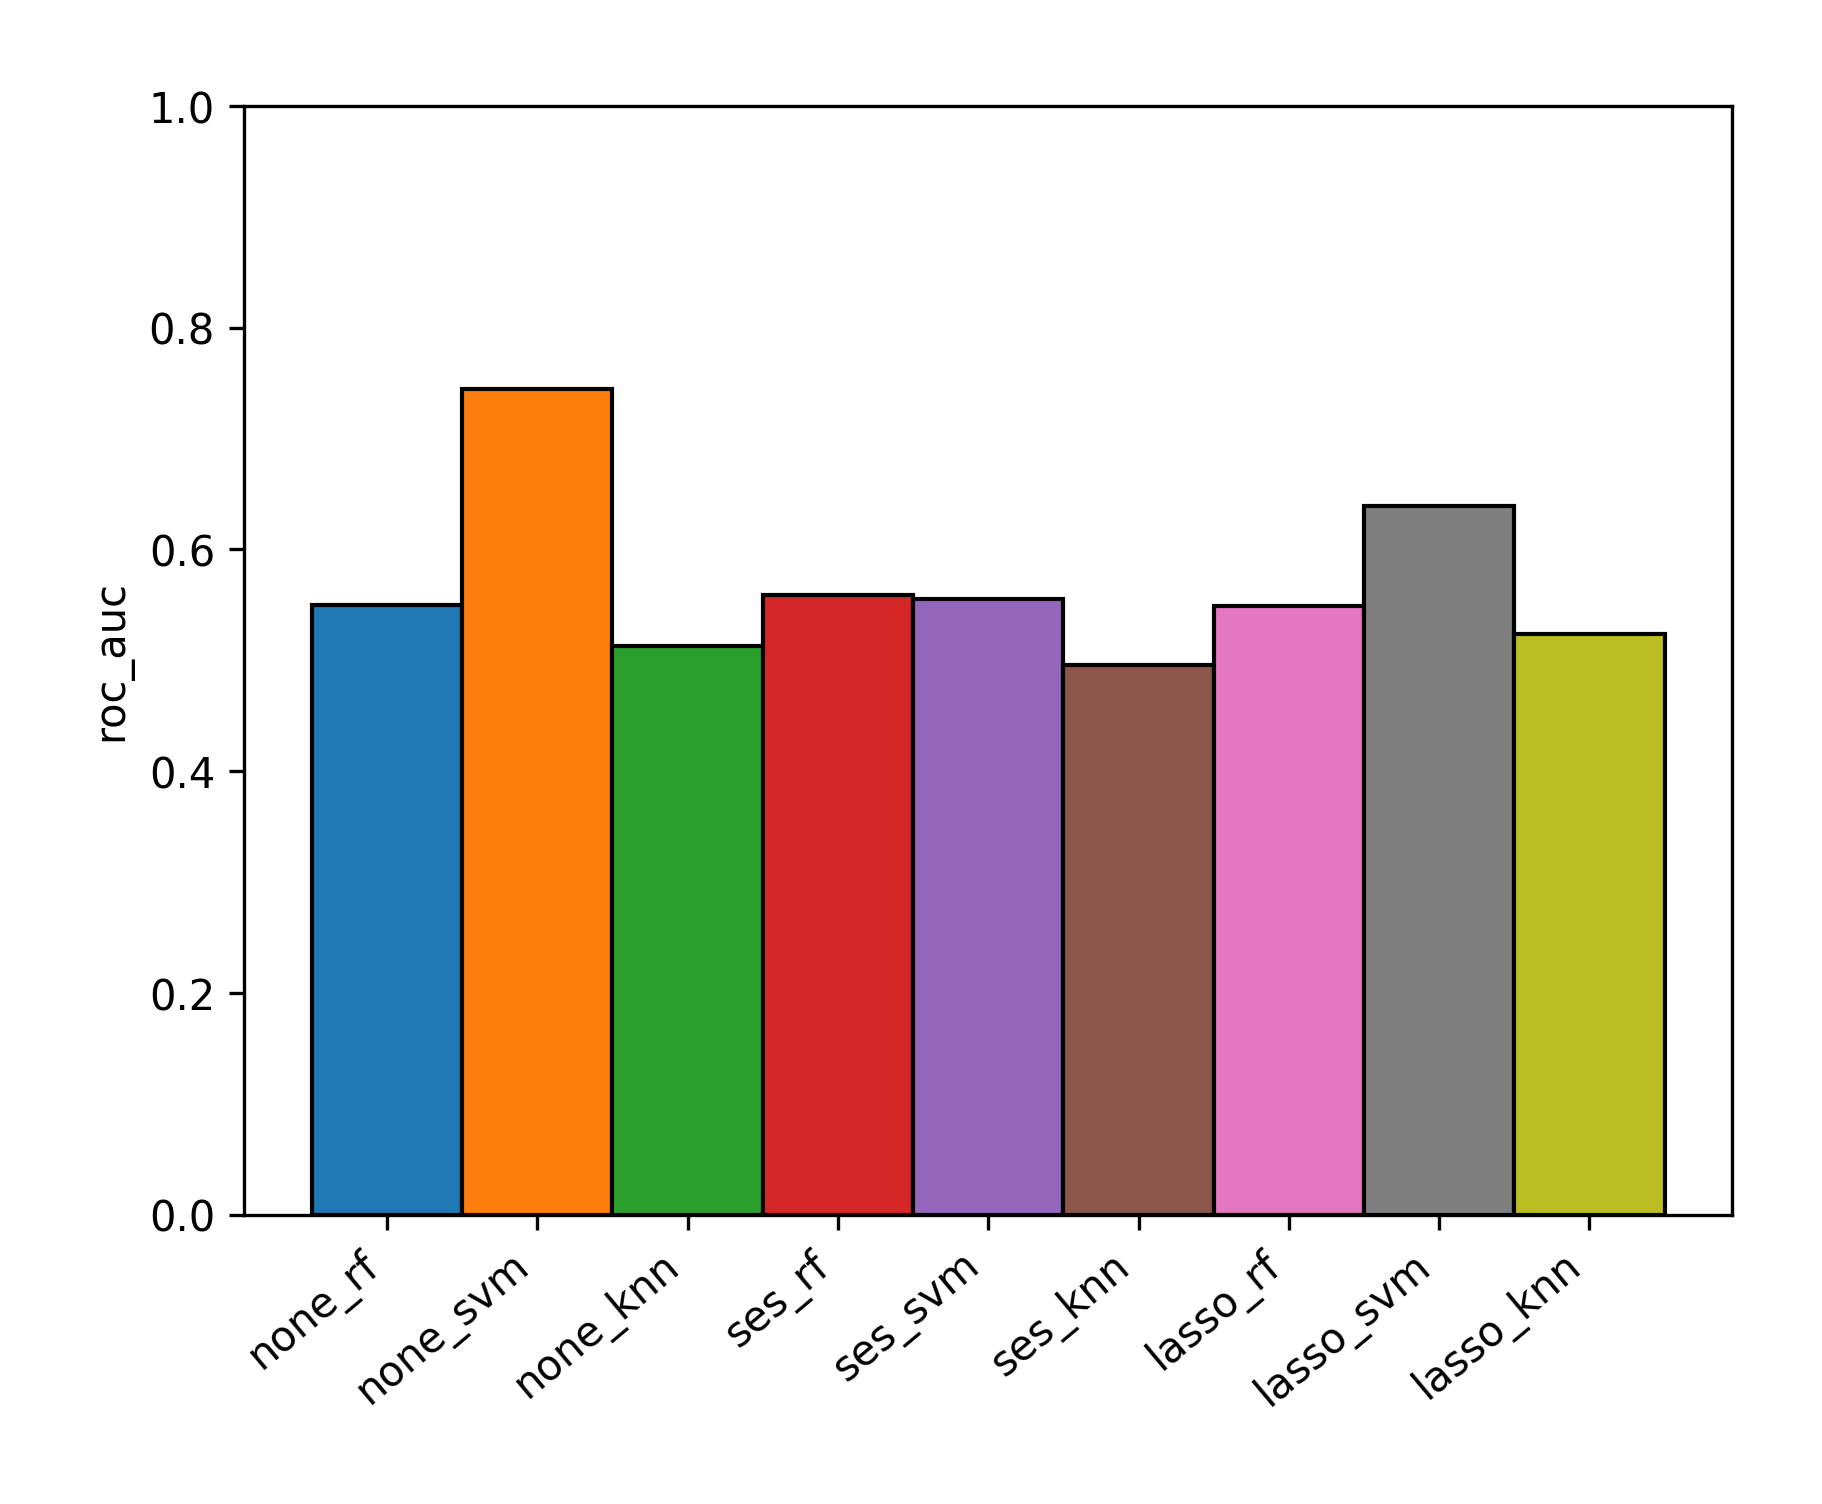 1.0
0.8
0.6
0.4
0.2
0.0
roc_auc
none_rf
none_svm
none_knn
ses_rf
ses_svm
ses_knn
lasso_rf
lasso_svm
lasso_knn